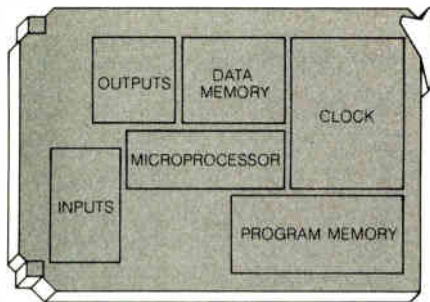 OUTPUTS
DATA
MEMORY
CLOCK
MICROPROCESSOR
INPUTS
PROGRAM MEMORY